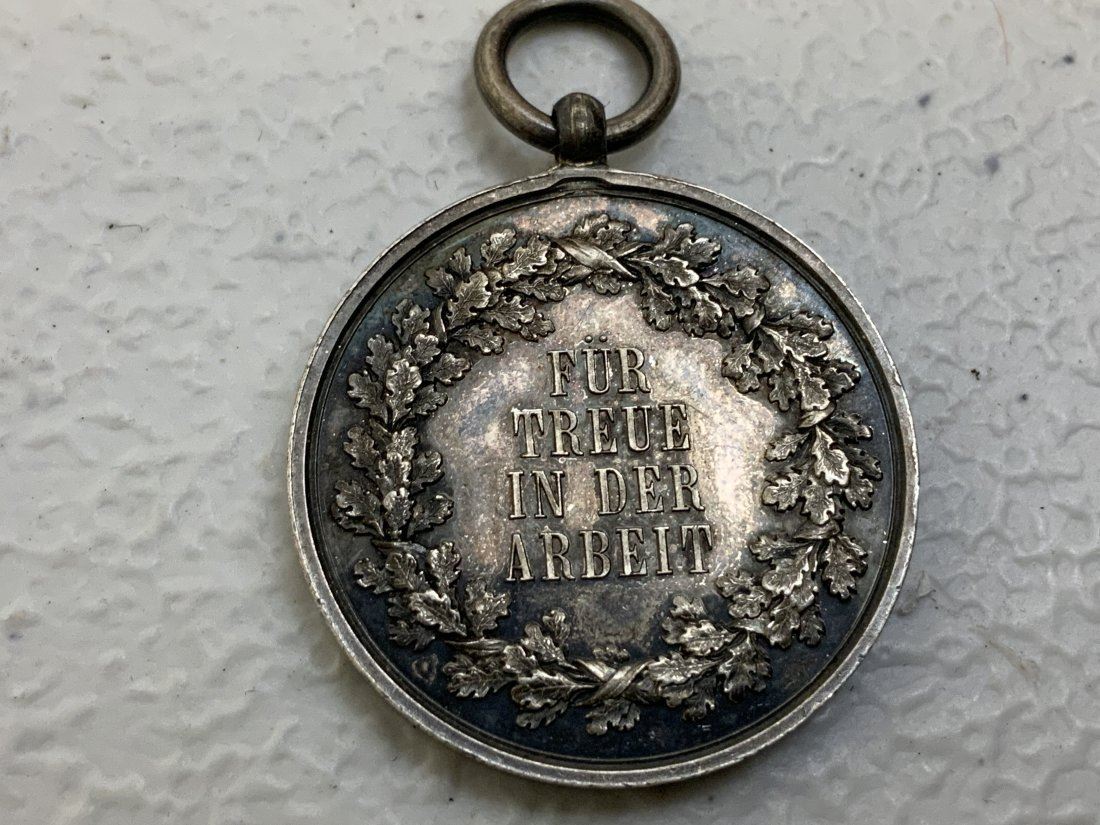 FÜR
TREUE
IN DER
ARBEIT